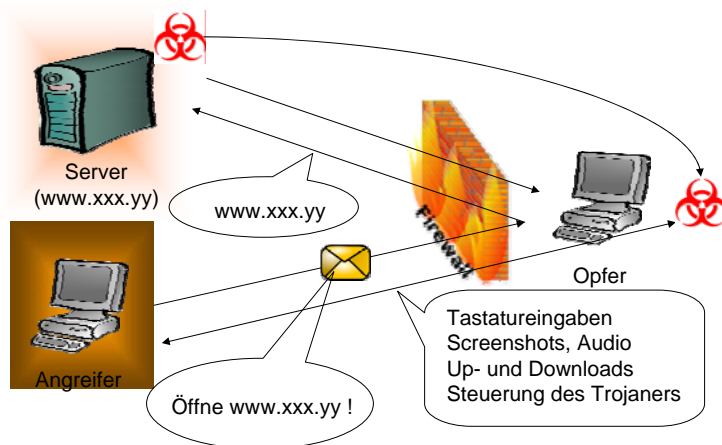 Server
(www.xxx.yy)
www.xxx.yy
Firewall
Opfer
Angreifer
Öffne www.xxx.yy !
Tastatureingaben
Screenshots, Audio
Up- und Downloads
Steuerung des Trojaners